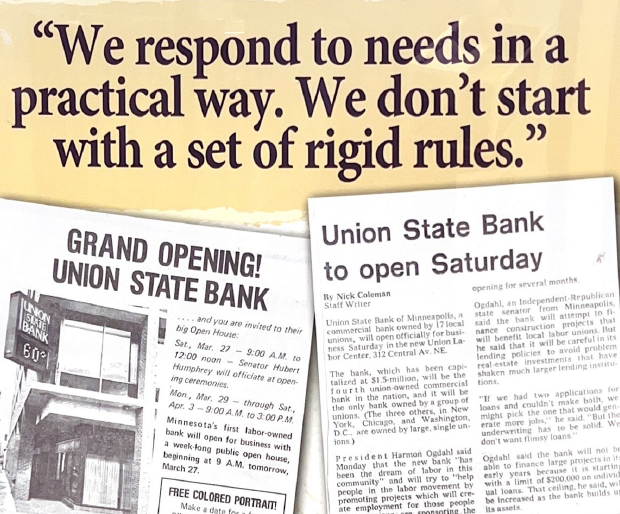 “We respond to needs in a
practical way. We don’t start
with a set of rigid rules.”
GRAND OPENING!
UNION STATE BANK
UNION
STATE
BANK
60°
.... and you are invited to their
big Open House:
Sat., Mar. 27 – 9:00 A.M. to
12:00 noon – Senator Hubert
Humphrey will officiate at open-
ing ceremonies.
Mon., Mar. 29 – through Sat.,
Apr. 3 – 9:00 A.M. to 3:00 P.M.
Minnesota's first labor-owned
bank will open for business with
a week-long public open house,
beginning at 9 A.M. tomorrow,
March 27.
FREE COLORED PORTRAIT!
Make a date for a
Union State Bank
to open Saturday
By Nick Coleman
Staff Writer
Union State Bank of Minneapolis, a
commercial bank owned by 17 local
unions, will open officially for busi-
ness Saturday in the new Union La-
bor Center, 312 Central Av. NE.
The bank, which has been capi-
talized at $1.5-million, will be the
fourth union-owned commercial
bank in the nation, and it will be
the only bank owned by a group of
unions. (The three others, in New
York, Chicago, and Washington,
D.C., are owned by large, single un-
ions.)
President Harmon Ogdahl said
Monday that the new bank "has
been the dream of labor in this
community" and will try to "help
people in the labor movement by
promoting projects which will cre-
ate employment for those people
are sponsoring the
opening for several months.
Ogdahl, an Independent-Republican
state senator from Minneapolis,
said the bank will attempt to fi-
nance construction projects that
will benefit local labor unions. But
he said that it will be careful in its
lending policies to avoid problem
real-estate investments that have
shaken much larger lending institu-
tions.
"If we had two applications for
loans and couldn't make both, we
might pick the one that would gen-
erate more jobs," he said. "But the
underwriting has to be solid. We
don't want flimsy loans."
Ogdahl said the bank will not be
able to finance large projects in its
early years because it is starting
with a limit of $200,000 on individ-
ual loans. That ceiling, he said, will
be increased as the bank builds up
its assets.